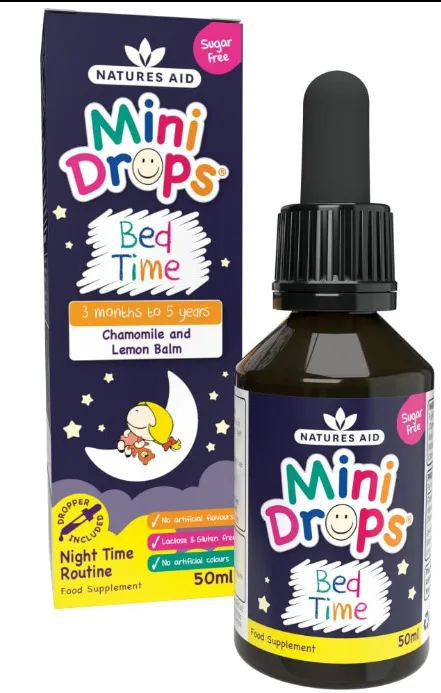 Sugar
Free
NATURES AID
Mini
Drops®
Bed
Time
3 months to 5 years
Chamomile and
Lemon Balm
DROPPER
INCLUDED
✓ No artificial flavours
✓ Lactose & Gluten free
✓ No artificial colours
Night Time
Routine
Food Supplement
50ml
Sugar
Free
NATURES AID
Mini
Drops®
Bed
Time
Food Supplement
50ml